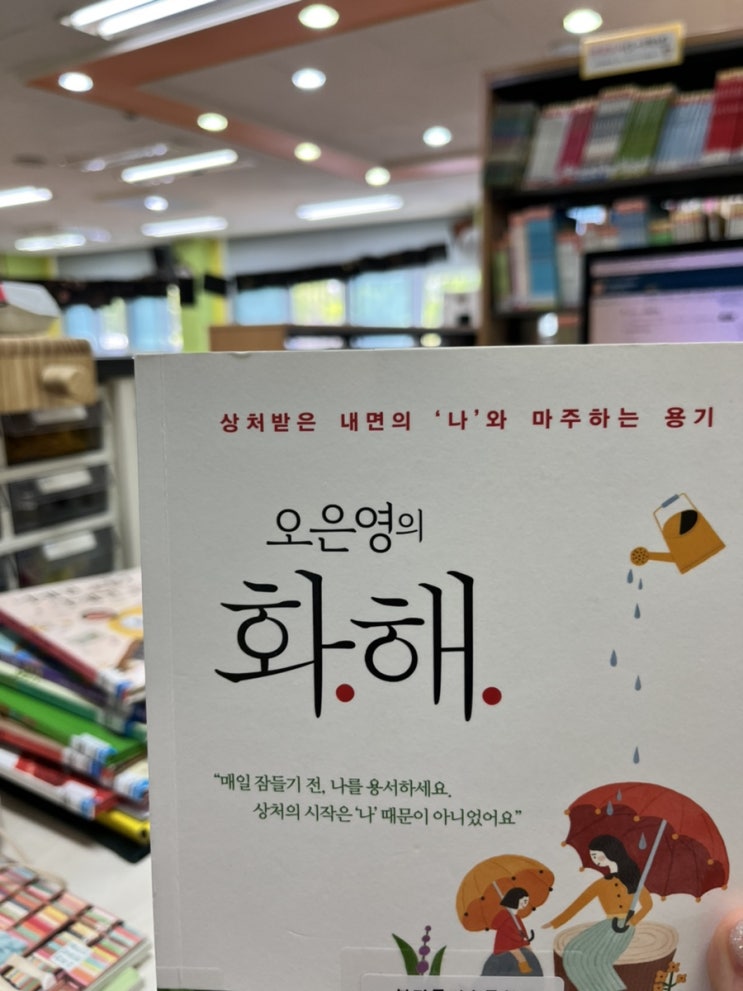 상처받은 내면의 '나'와 마주하는 용기
오은영의
화.해.
“매일 잠들기 전, 나를 용서하세요.
상처의 시작은 '나' 때문이 아니었어요”